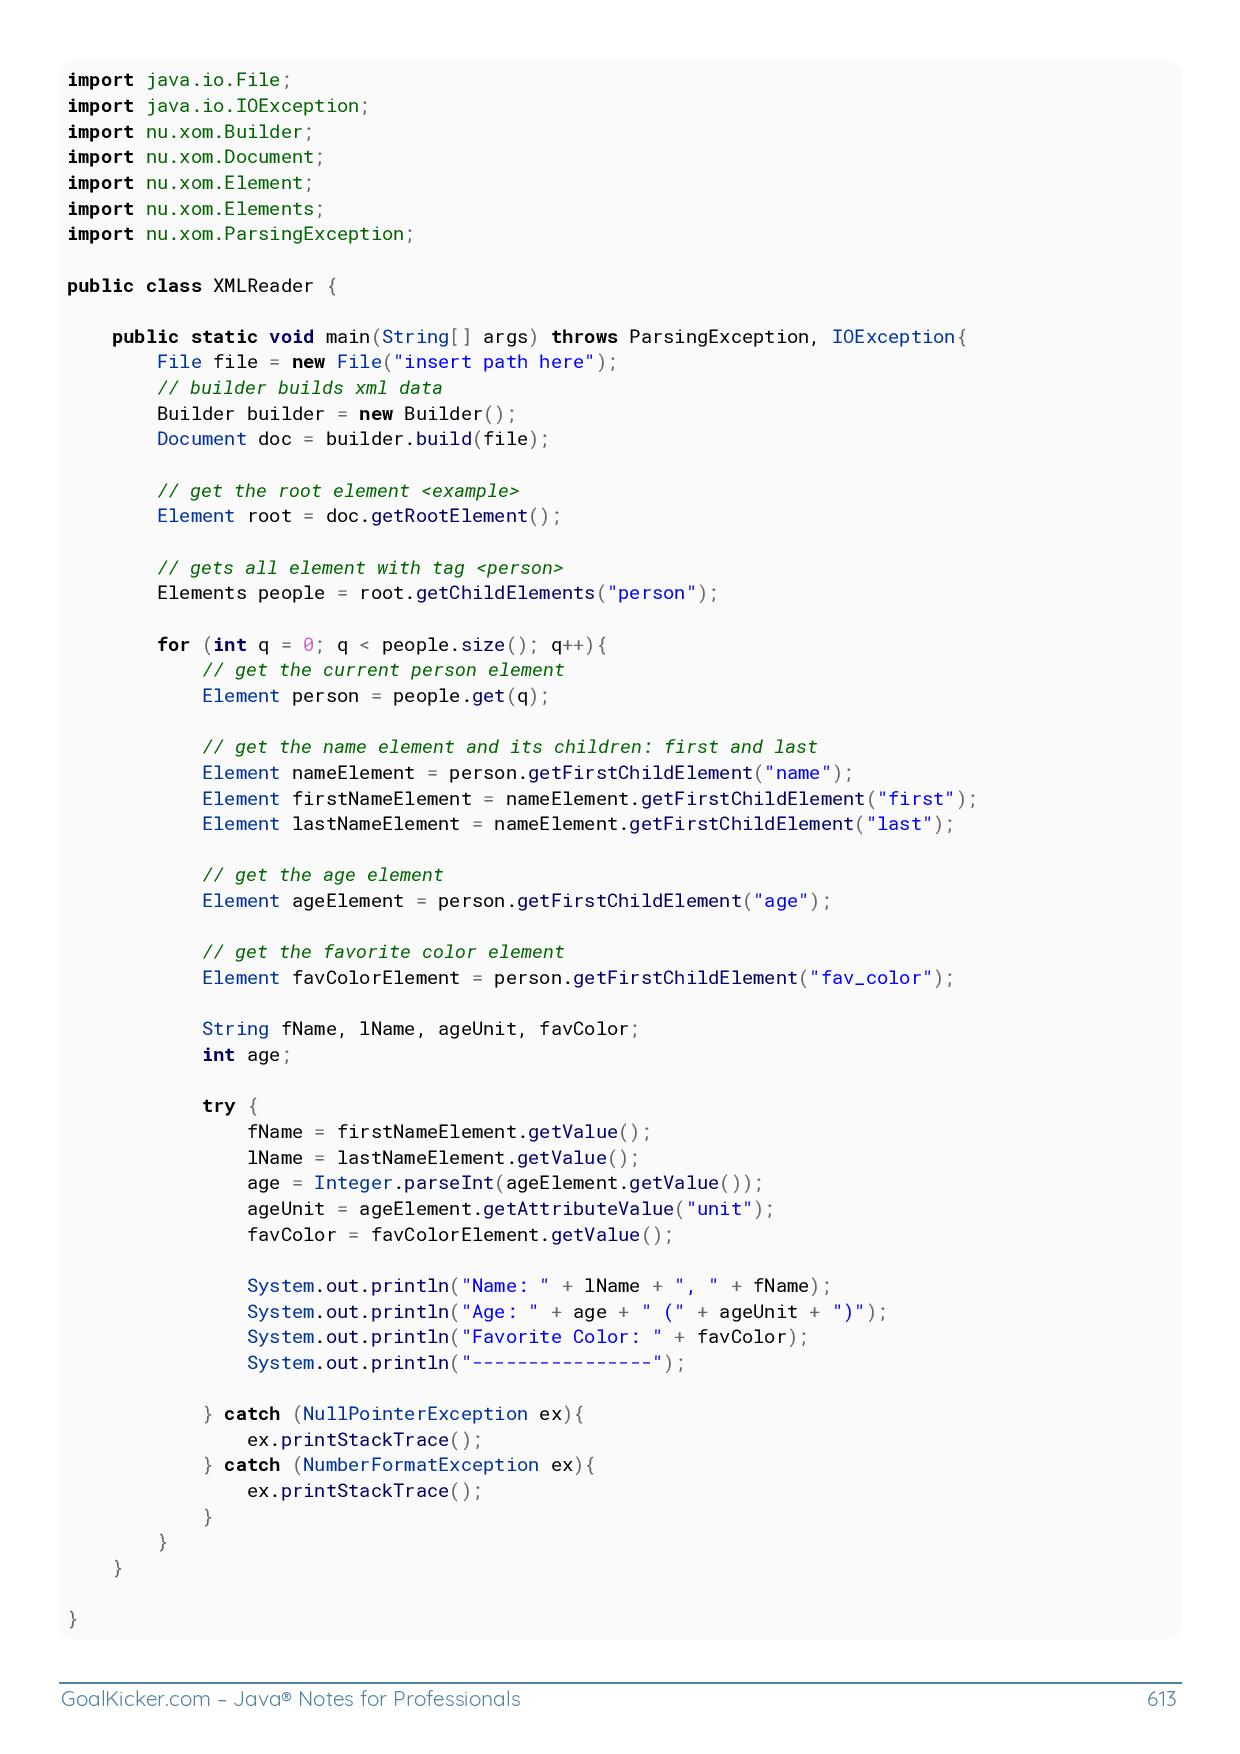 import java.io.File;
import java.io.IOException;
import nu.xom.Builder;
import nu.xom.Document;
import nu.xom.Element;
import nu.xom.Elements;
import nu.xom.ParsingException;

public class XMLReader {

    public static void main(String[] args) throws ParsingException, IOException{
        File file = new File("insert path here");
        // builder builds xml data
        Builder builder = new Builder();
        Document doc = builder.build(file);

        // get the root element <example>
        Element root = doc.getRootElement();

        // gets all element with tag <person>
        Elements people = root.getChildElements("person");

        for (int q = 0; q < people.size(); q++){
            // get the current person element
            Element person = people.get(q);

            // get the name element and its children: first and last
            Element nameElement = person.getFirstChildElement("name");
            Element firstNameElement = nameElement.getFirstChildElement("first");
            Element lastNameElement = nameElement.getFirstChildElement("last");

            // get the age element
            Element ageElement = person.getFirstChildElement("age");

            // get the favorite color element
            Element favColorElement = person.getFirstChildElement("fav_color");

            String fName, lName, ageUnit, favColor;
            int age;

            try {
                fName = firstNameElement.getValue();
                lName = lastNameElement.getValue();
                age = Integer.parseInt(ageElement.getValue());
                ageUnit = ageElement.getAttributeValue("unit");
                favColor = favColorElement.getValue();

                System.out.println("Name: " + lName + ", " + fName);
                System.out.println("Age: " + age + " (" + ageUnit + ")");
                System.out.println("Favorite Color: " + favColor);
                System.out.println("----------------");

            } catch (NullPointerException ex){
                ex.printStackTrace();
            } catch (NumberFormatException ex){
                ex.printStackTrace();
            }
        }
    }

}
GoalKicker.com – Java® Notes for Professionals 613